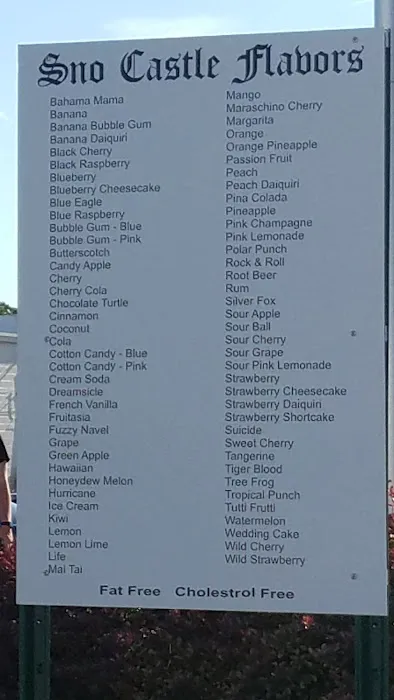 Sno Castle Flavors
Bahama Mama
Banana
Banana Bubble Gum
Banana Daiquiri
Black Cherry
Black Raspberry
Blueberry
Blueberry Cheesecake
Blue Eagle
Blue Raspberry
Bubble Gum - Blue
Bubble Gum - Pink
Butterscotch
Candy Apple
Cherry
Cherry Cola
Chocolate Turtle
Cinnamon
Coconut
Cola
Cotton Candy - Blue
Cotton Candy - Pink
Cream Soda
Dreamsicle
French Vanilla
Fruitasia
Fuzzy Navel
Grape
Green Apple
Hawaiian
Honeydew Melon
Hurricane
Ice Cream
Kiwi
Lemon
Lemon Lime
Life
Mai Tai
Mango
Maraschino Cherry
Margarita
Orange
Orange Pineapple
Passion Fruit
Peach
Peach Daiquiri
Pina Colada
Pineapple
Pink Champagne
Pink Lemonade
Polar Punch
Rock & Roll
Root Beer
Rum
Silver Fox
Sour Apple
Sour Ball
Sour Cherry
Sour Grape
Sour Pink Lemonade
Strawberry
Strawberry Cheesecake
Strawberry Daiquiri
Strawberry Shortcake
Suicide
Sweet Cherry
Tangerine
Tiger Blood
Tree Frog
Tropical Punch
Tutti Frutti
Watermelon
Wedding Cake
Wild Cherry
Wild Strawberry
Fat Free Cholestrol Free